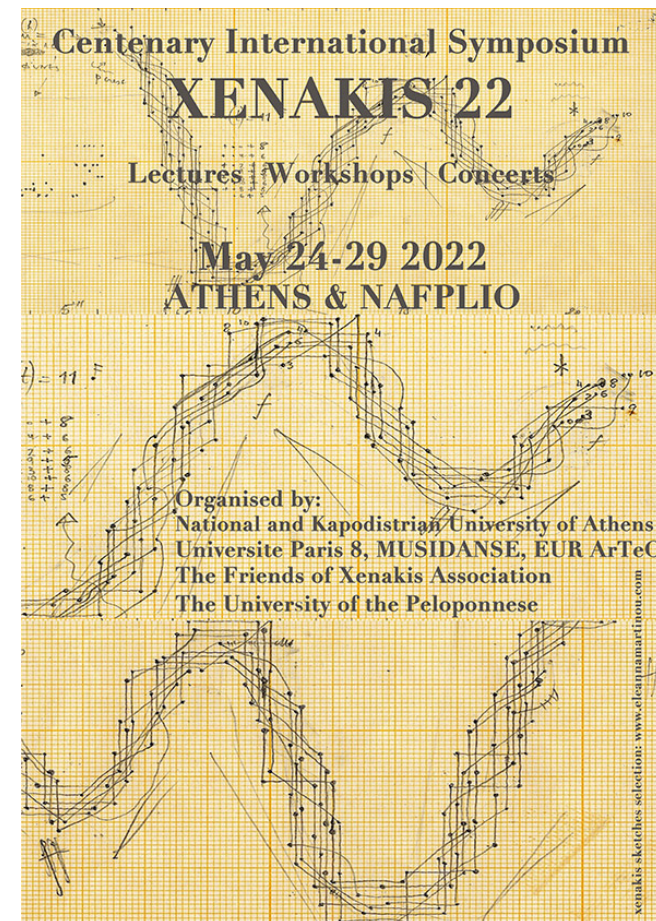 Centenary International Symposium
XENAKIS 22
Lectures | Workshops | Concerts
May 24-29 2022
ATHENS & NAFPLIO
Organised by:
National and Kapodistrian University of Athens
Universite Paris 8, MUSIDANSE, EUR ArTeC
The Friends of Xenakis Association
The University of the Peloponnese
xenakis sketches selection: www.eleannamartinou.com